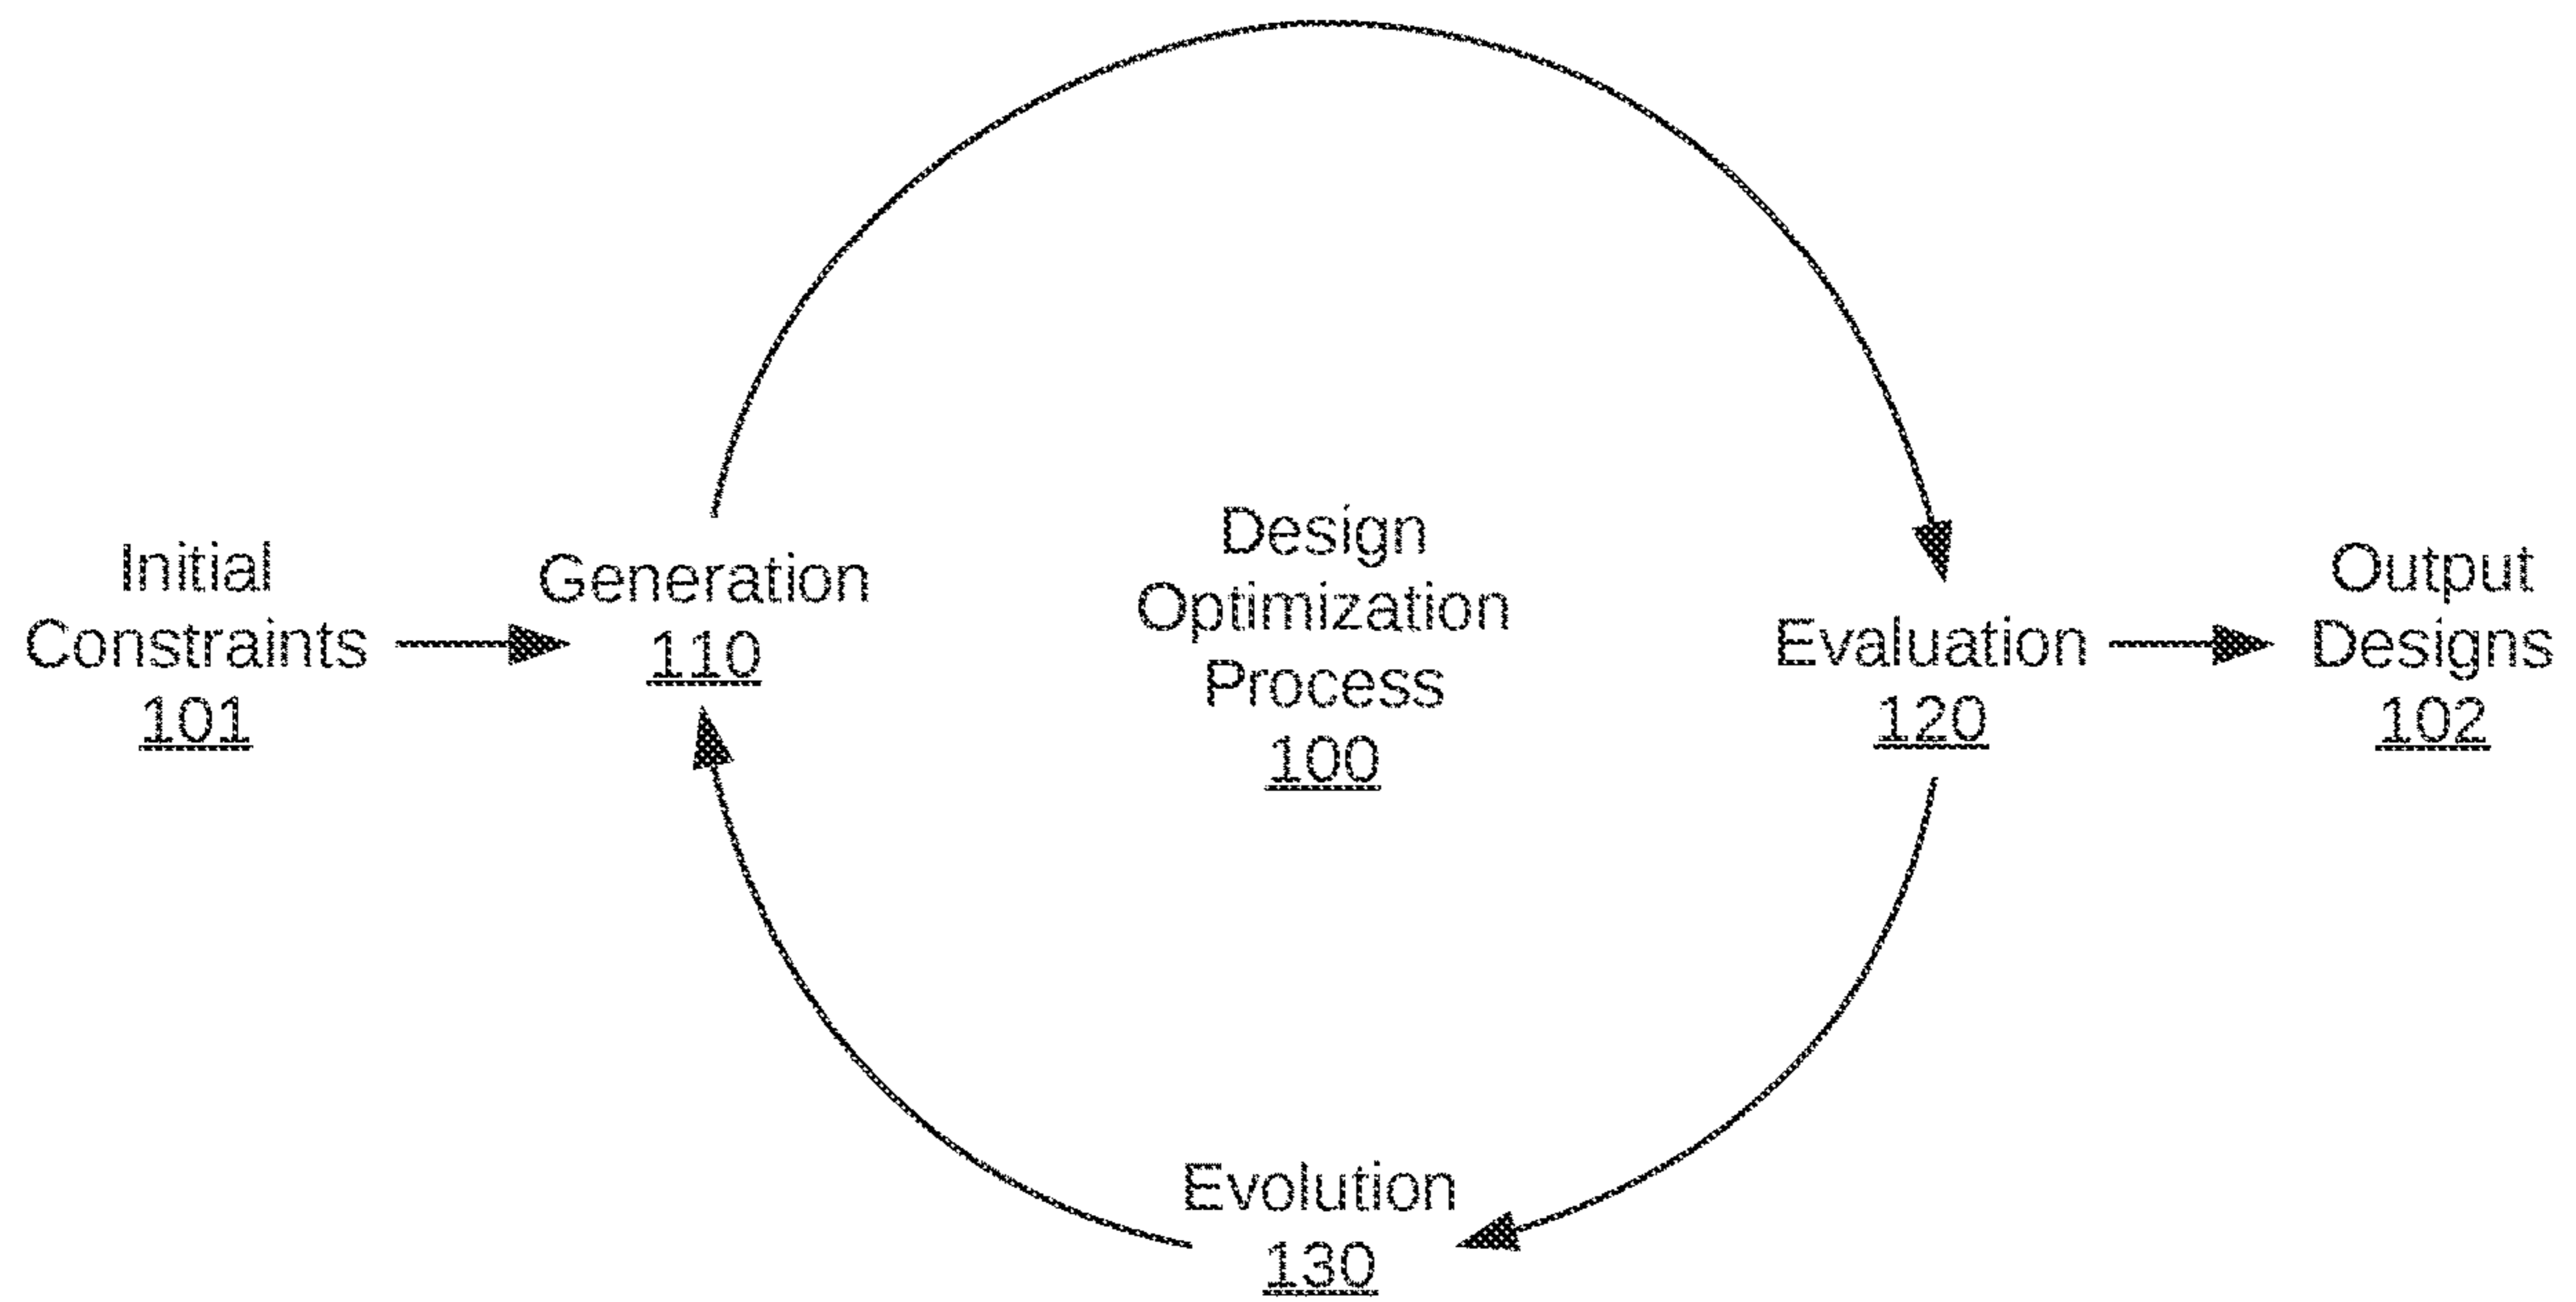 Initial
Constraints
101
Generation
110
Design
Optimization
Process
100
Evaluation
120
Output
Designs
102
Evolution
130